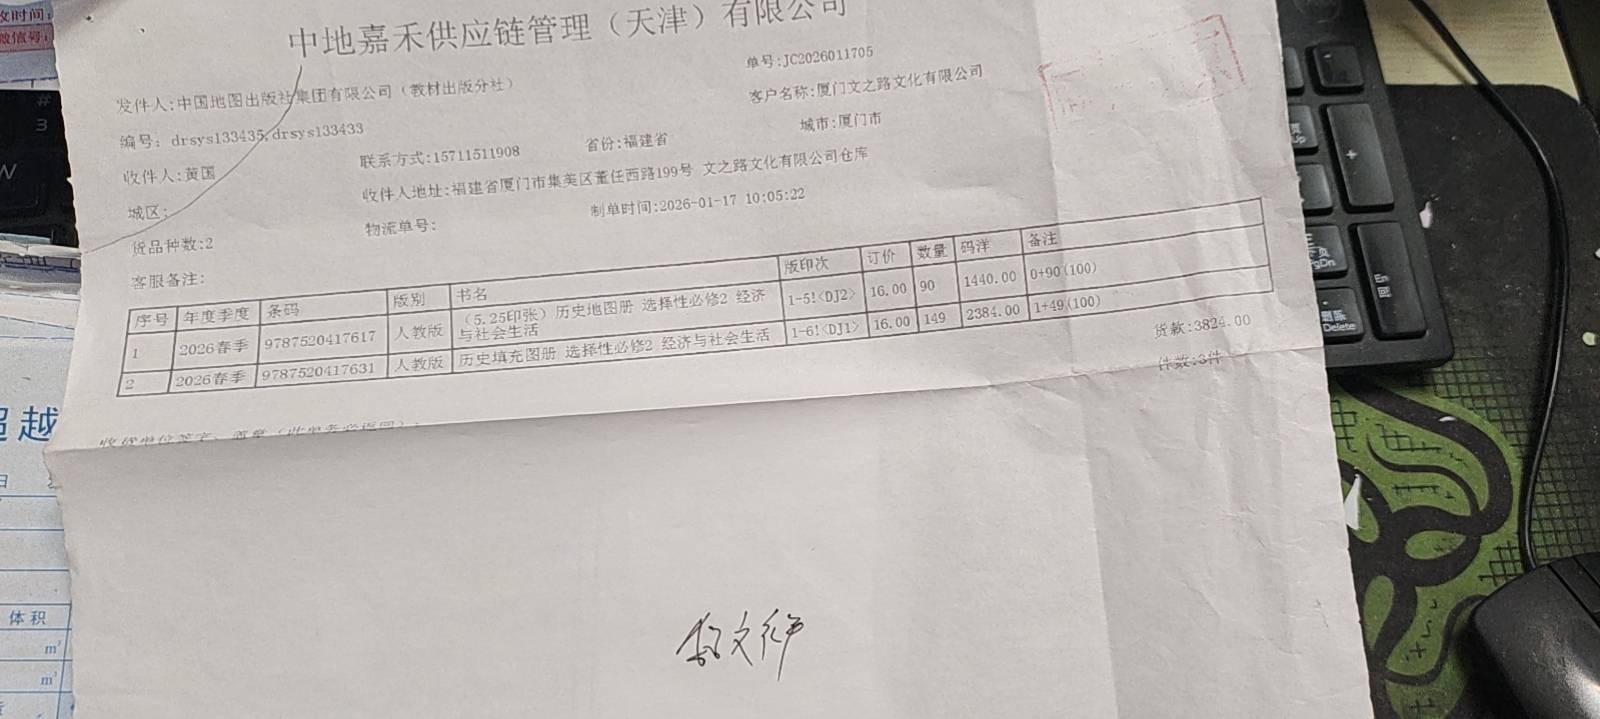 中地嘉禾供应链管理（天津）有限公司
单号:JC2026011705
发件人:中国地图出版社集团有限公司（教材出版分社）
客户名称:厦门文之路文化有限公司
编号: drsys133435,drsys133433
联系方式:15711511908
省份:福建省
城市:厦门市
收件人:黄国
收件人地址:福建省厦门市集美区董任西路199号 文之路文化有限公司仓库
城区:
物流单号:
制单时间:2026-01-17 10:05:22
货品种数:2
客服备注:
序号 年度季度 条码 版别 书名 版印次 订价 数量 码洋 备注
1 2026春季 9787520417617 人教版 （5.25印张）历史地图册 选择性必修2 经济与社会生活 1-5!<DJ2> 16.00 90 1440.00 0+90(100)
2 2026春季 9787520417631 人教版 历史填充图册 选择性必修2 经济与社会生活 1-6!<DJ1> 16.00 149 2384.00 1+49(100)
货款:3824.00
件数:3件
超越
体积
m³
m³
#
3
W
Delete
En
+